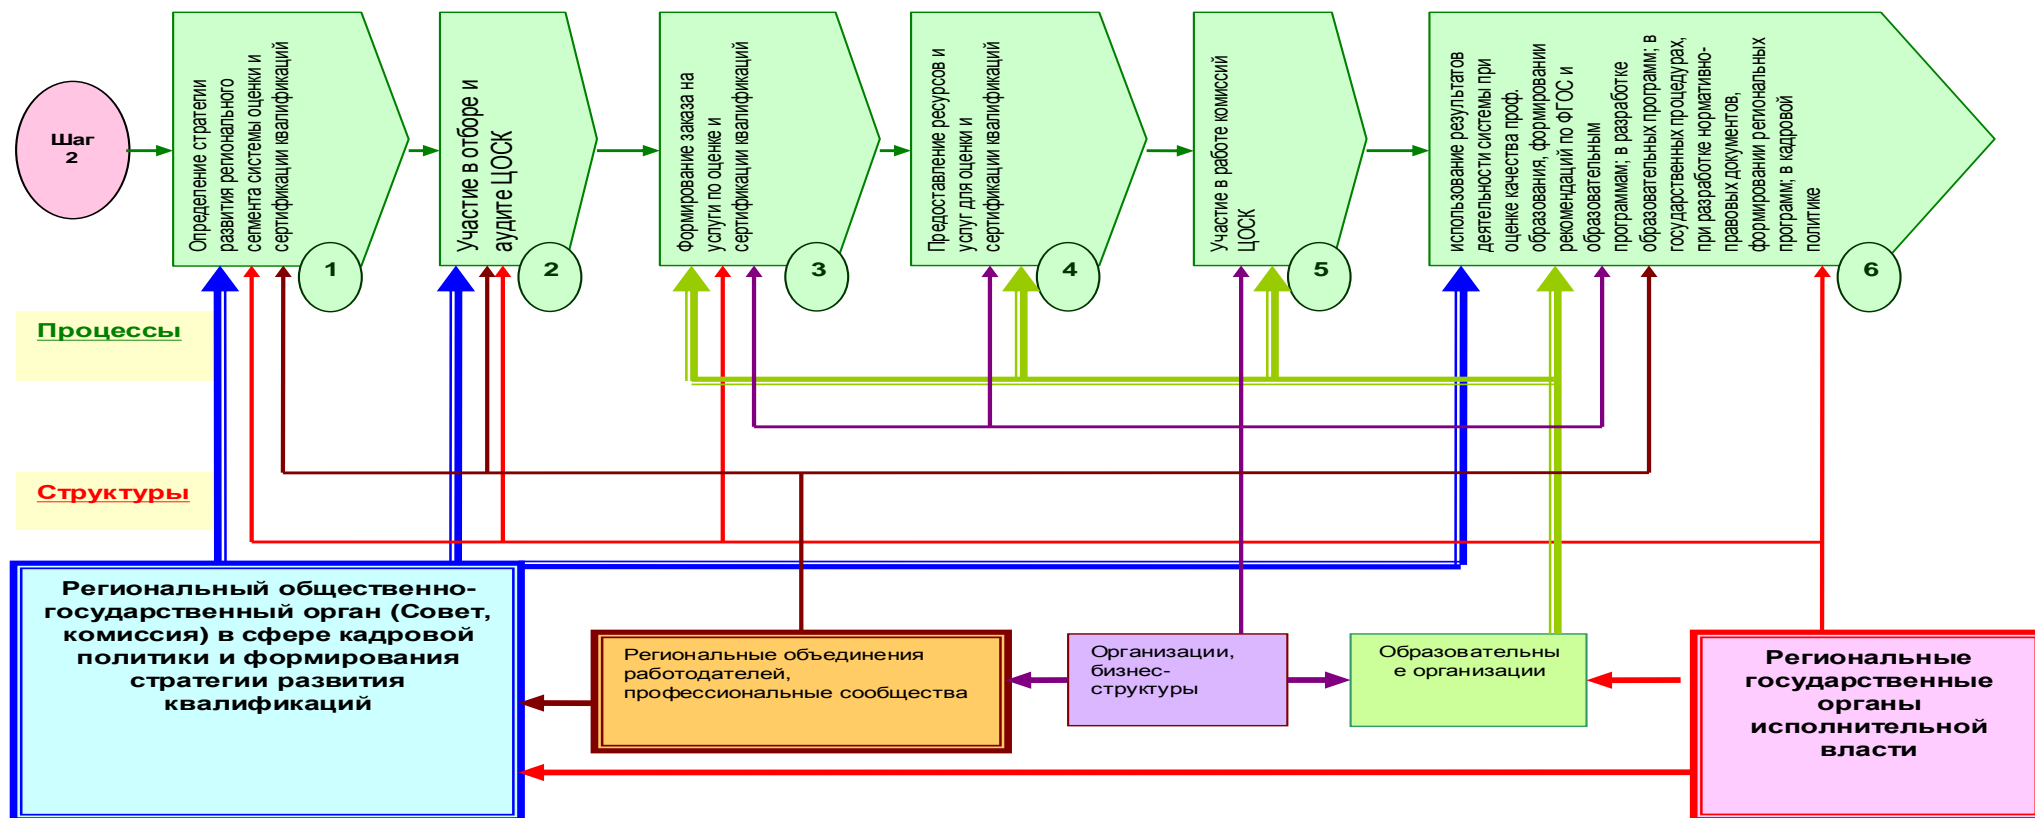 Шаг
2
Определение стратегии
развития регионального
сегмента системы оценки и
сертификации квалификаций
1
Участие в отборе и
аудите ЦОСК
2
Формирование заказа на
услуги по оценке и
сертификации квалификаций
3
Предоставление ресурсов и
услуг для оценки и
сертификации квалификаций
4
Участие в работе комиссий
ЦОСК
5
использование результатов
деятельности системы при
оценке качества проф.
образования, формировании
рекомендаций по ФГОС и
образовательным
программам; в разработке
образовательных программ; в
государственных процедурах,
при разработке нормативно-
правовых документов,
формировании региональных
программ; в кадровой
политике
6
Процессы
Структуры
Региональный общественно-
государственный орган (Совет,
комиссия) в сфере кадровой
политики и формирования
стратегии развития
квалификаций
Региональные объединения
работодателей,
профессиональные сообщества
Организации,
бизнес-
структуры
Образовательны
е организации
Региональные
государственные
органы
исполнительной
власти